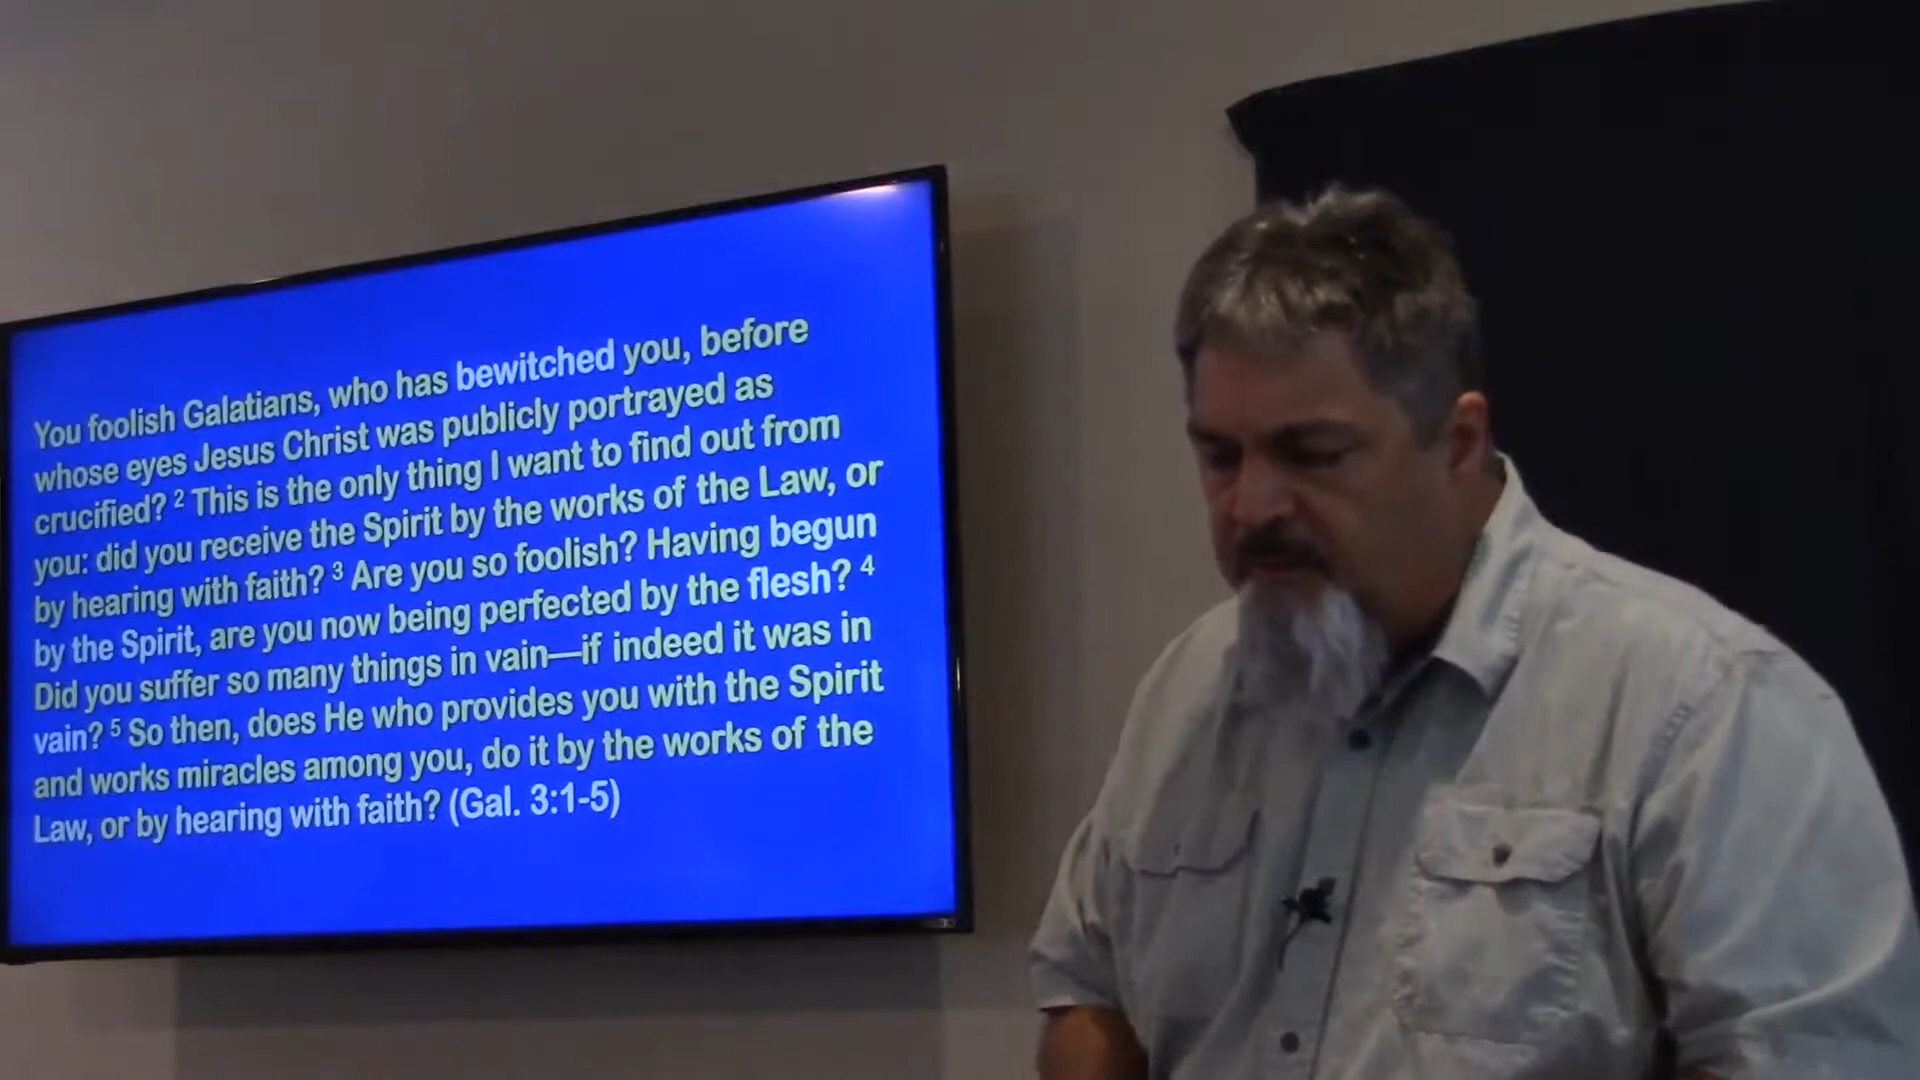 You foolish Galatians, who has bewitched you, before
whose eyes Jesus Christ was publicly portrayed as
crucified? 2 This is the only thing I want to find out from
you: did you receive the Spirit by the works of the Law, or
by hearing with faith? 3 Are you so foolish? Having begun
by the Spirit, are you now being perfected by the flesh? 4
Did you suffer so many things in vain—if indeed it was in
vain? 5 So then, does He who provides you with the Spirit
and works miracles among you, do it by the works of the
Law, or by hearing with faith? (Gal. 3:1-5)